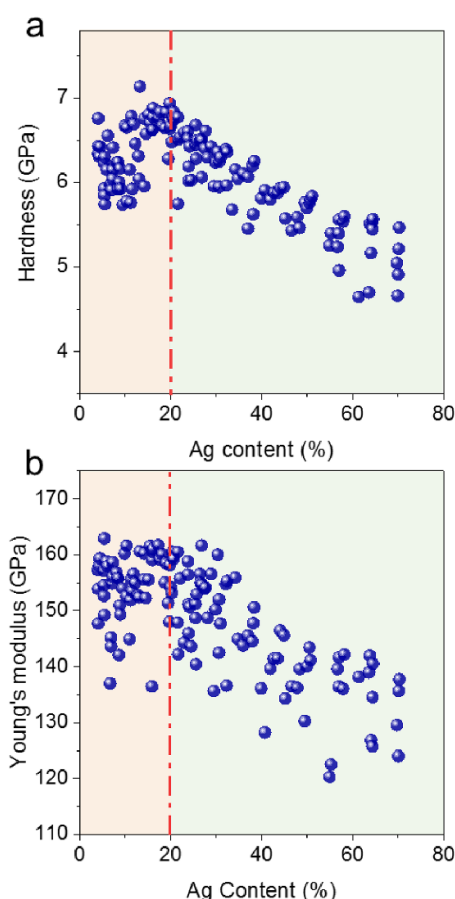 a
7
6
5
4
Hardness (GPa)
0 20 40 60 80
Ag content (%)
b
170
160
150
140
130
120
110
Young's modulus (GPa)
0 20 40 60 80
Ag Content (%)